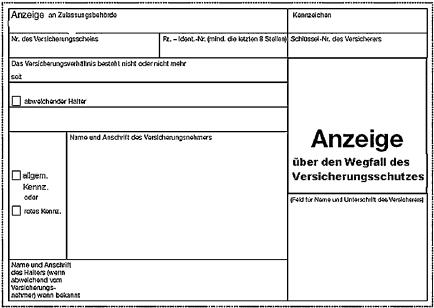 Anzeige an Zulassungsbehörde
Kennzeichen
Nr. des Versicherungsscheins
Fz. - Ident.-Nr. (mind. die letzten 8 Stellen)
Schlüssel-Nr. des Versicherers
Das Versicherungsverhältnis besteht nicht oder nicht mehr
seit
abweichender Halter
Anzeige
über den Wegfall des
Versicherungsschutzes
Name und Anschrift des Versicherungsnehmers
allgem.
Kennz.
oder
rotes Kennz.
(Feld für Name und Unterschrift des Versicherers)
Name und Anschrift
des Halters (wenn
abweichend vom
Versicherungs-
nehmer) wenn bekannt